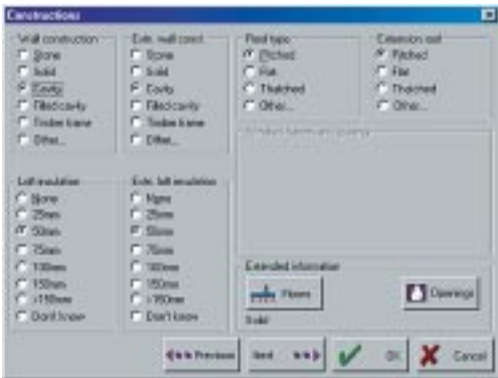 Constructions
Wall construction
Stone
Solid
Cavity
Filled cavity
Timber frame
Other...
Extn. wall const.
Stone
Solid
Cavity
Filled cavity
Timber frame
Other...
Roof type
Pitched
Flat
Thatched
Other...
Extension roof
Pitched
Flat
Thatched
Other...
Loft insulation
None
25mm
50mm
75mm
100mm
150mm
>150mm
Don't know
Extn. loft insulation
None
25mm
50mm
75mm
100mm
150mm
>150mm
Don't know
Extended information
Floors
Openings
Solid
Previous
Next
OK
Cancel